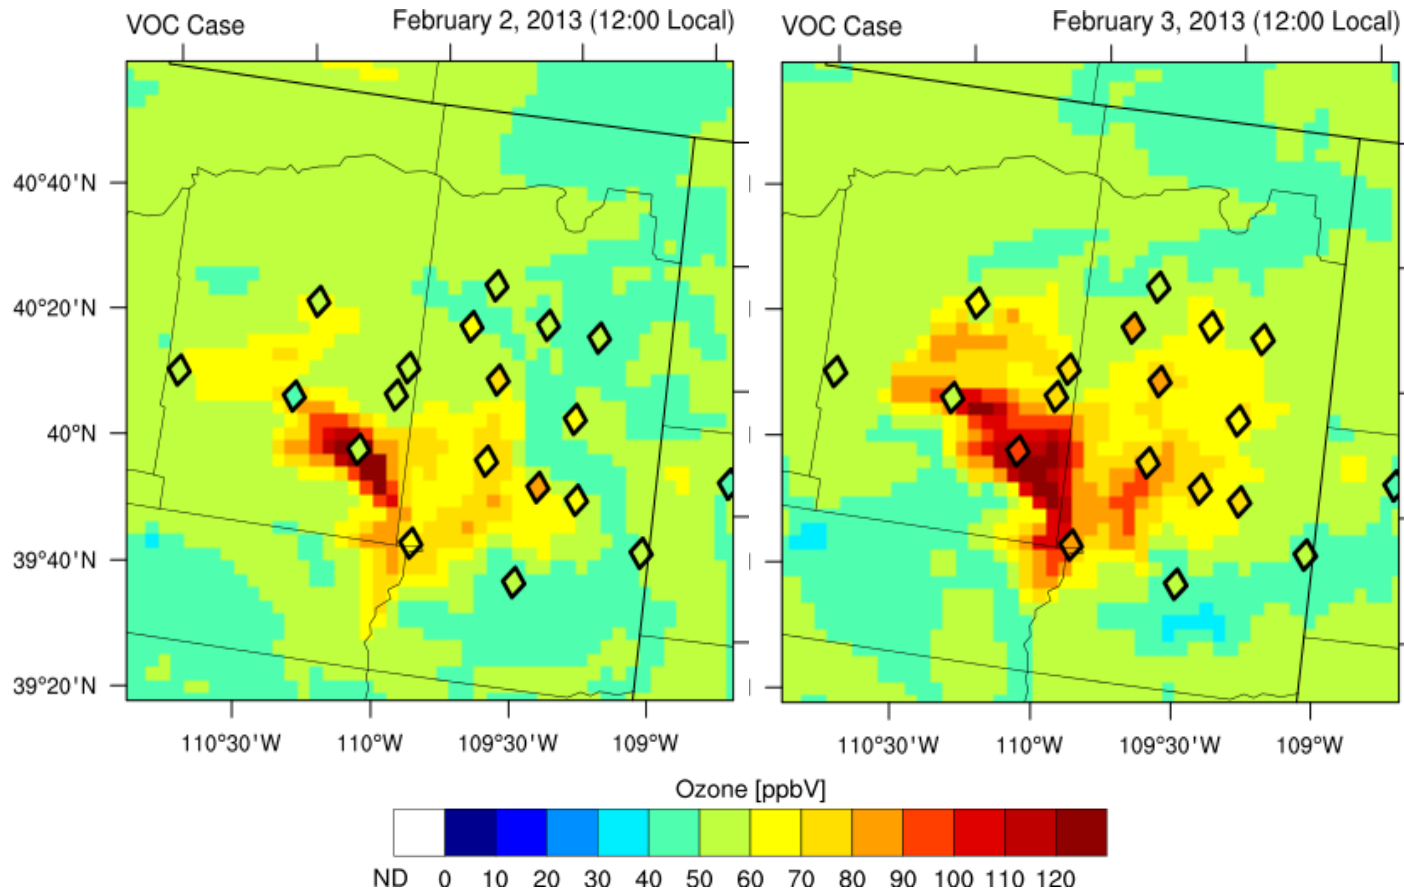 VOC Case February 2, 2013 (12:00 Local) VOC Case February 3, 2013 (12:00 Local)
40°40'N
40°20'N
40°N
39°40'N
39°20'N
110°30'W 110°W 109°30'W 109°W 110°30'W 110°W 109°30'W 109°W
Ozone [ppbV]
ND 0 10 20 30 40 50 60 70 80 90 100 110 120